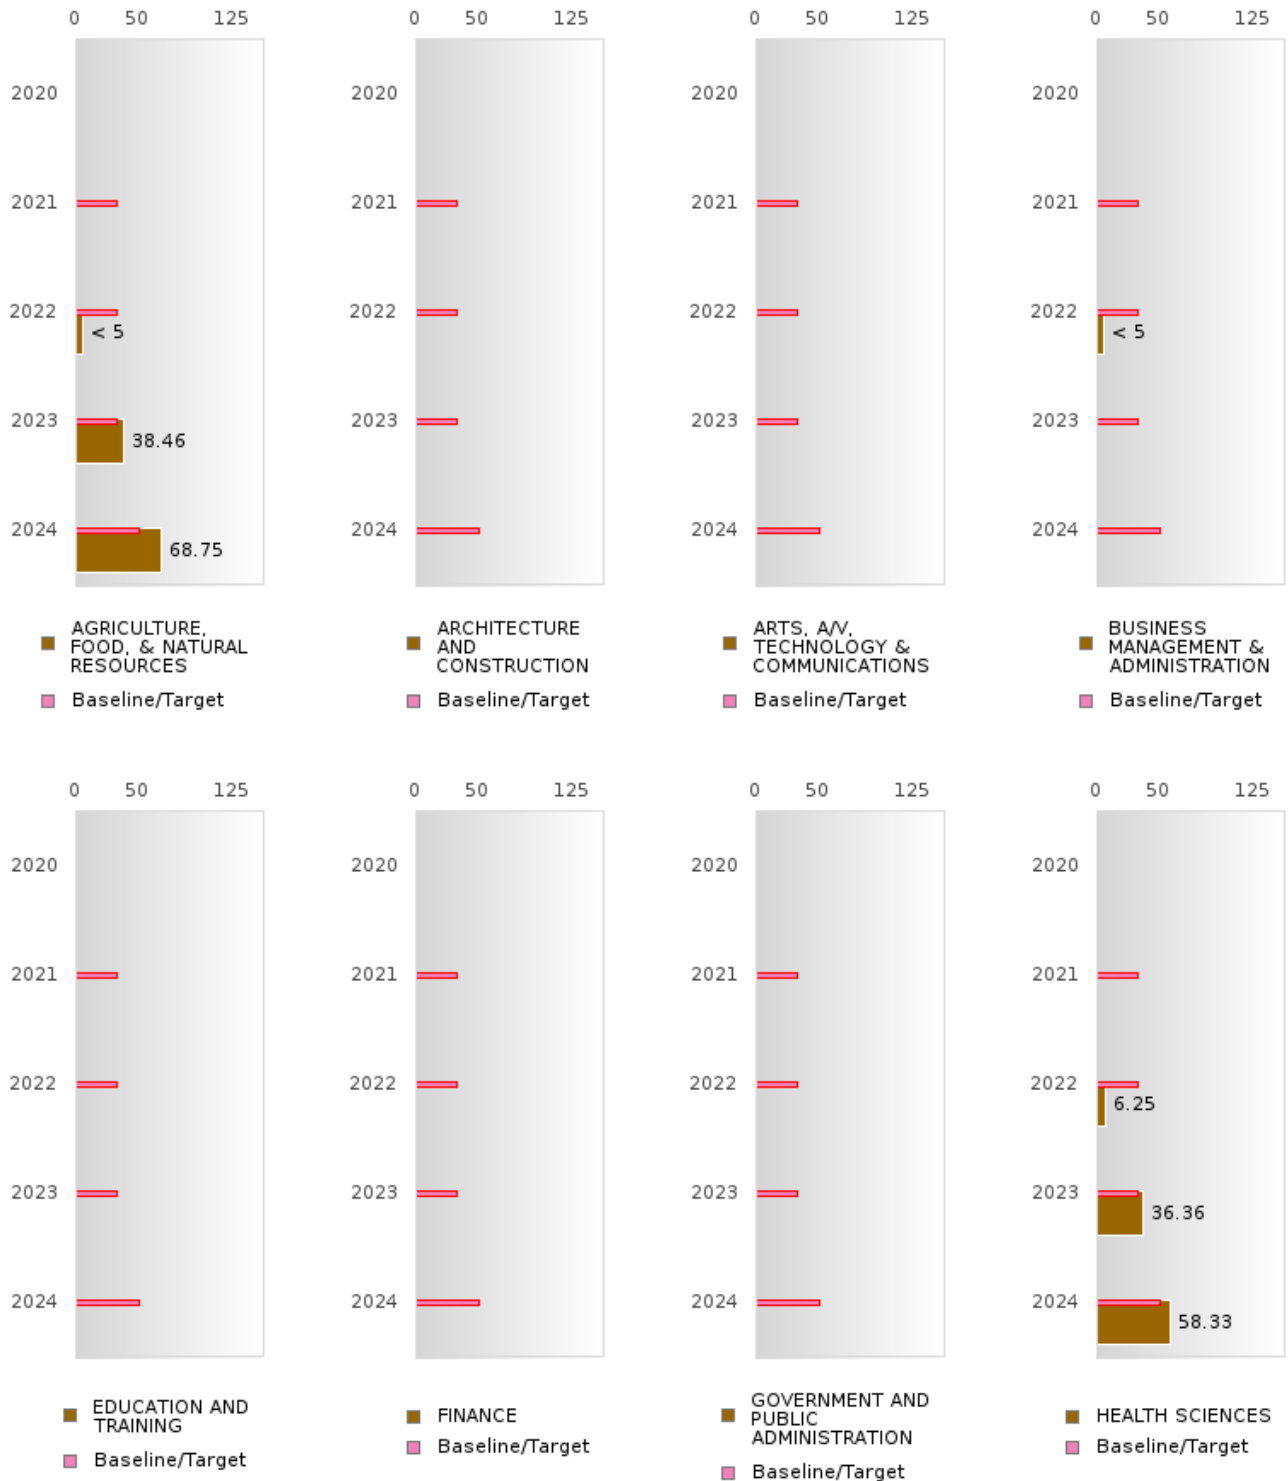 0 50 125
2020
2021
2022
< 5
2023
38.46
2024
68.75
AGRICULTURE,
FOOD, & NATURAL
RESOURCES
Baseline/Target
0 50 125
2020
2021
2022
2023
2024
ARCHITECTURE
AND
CONSTRUCTION
Baseline/Target
0 50 125
2020
2021
2022
2023
2024
ARTS, A/V,
TECHNOLOGY &
COMMUNICATIONS
Baseline/Target
0 50 125
2020
2021
2022
< 5
2023
2024
BUSINESS
MANAGEMENT &
ADMINISTRATION
Baseline/Target
0 50 125
2020
2021
2022
2023
2024
EDUCATION AND
TRAINING
Baseline/Target
0 50 125
2020
2021
2022
2023
2024
FINANCE
Baseline/Target
0 50 125
2020
2021
2022
2023
2024
GOVERNMENT AND
PUBLIC
ADMINISTRATION
Baseline/Target
0 50 125
2020
2021
2022
6.25
2023
36.36
2024
58.33
HEALTH SCIENCES
Baseline/Target